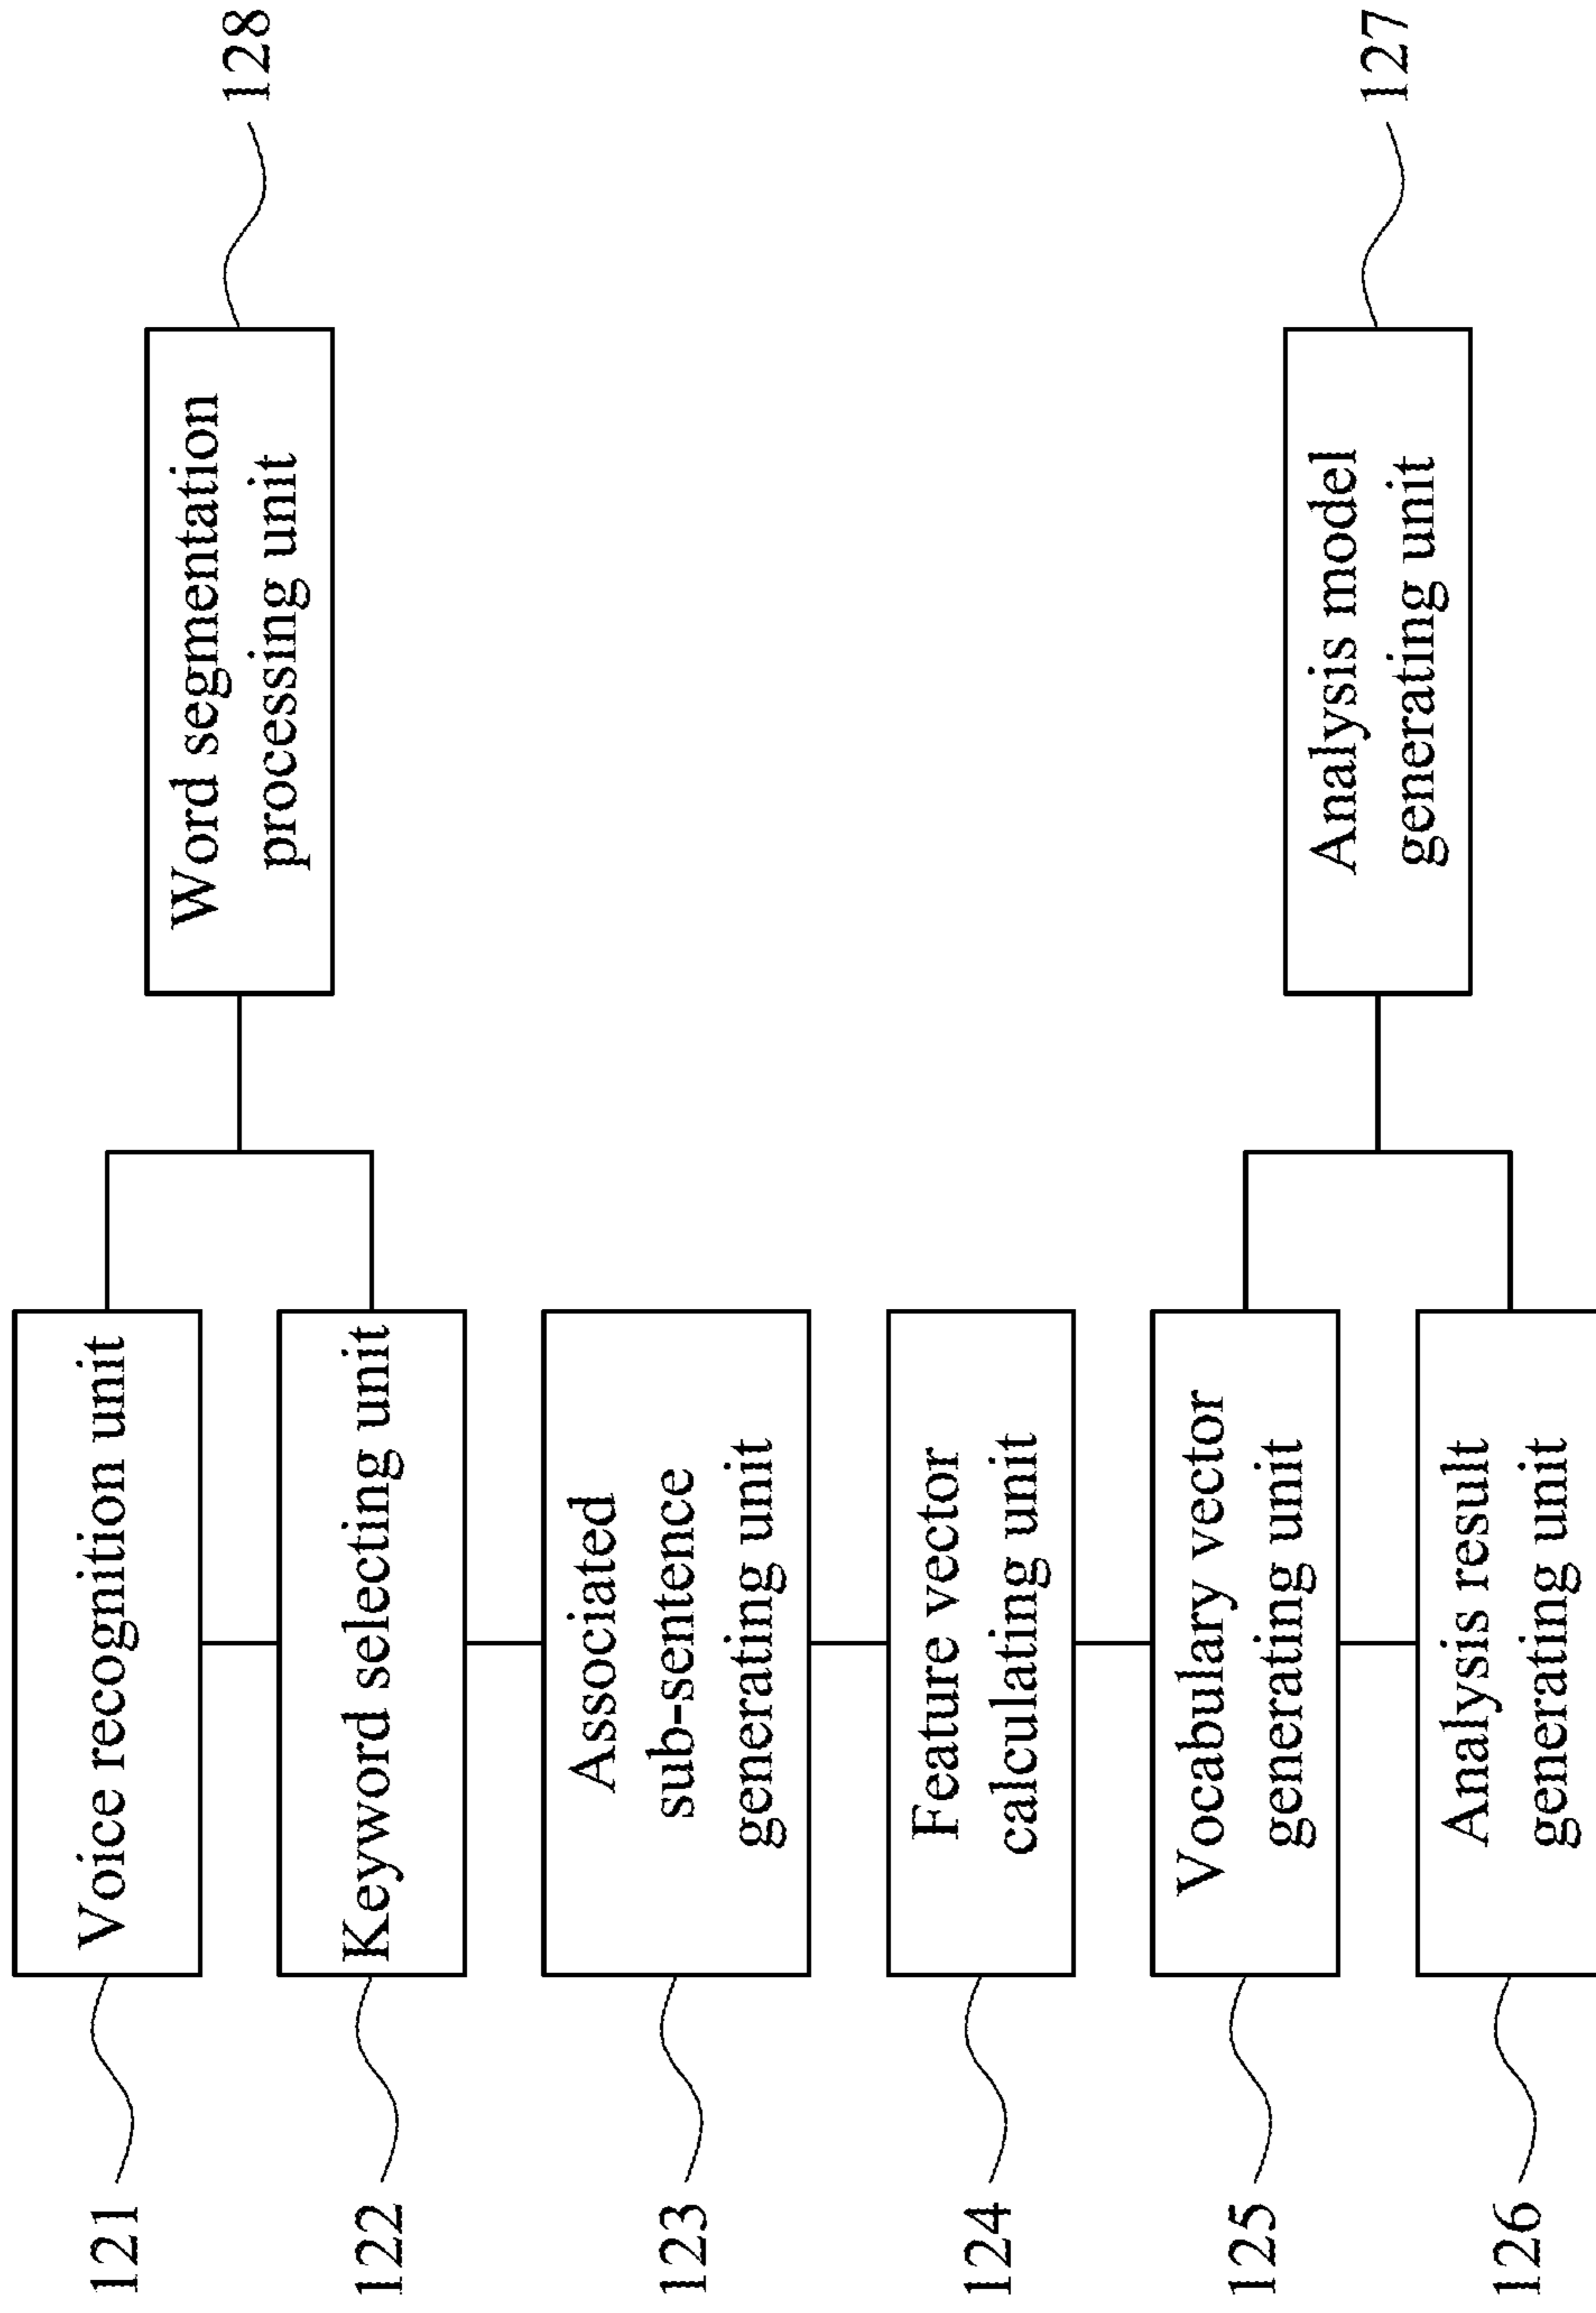 121
Voice recognition unit
122
Keyword selecting unit
128
Word segmentation
processing unit
123
Associated
sub-sentence
generating unit
124
Feature vector
calculating unit
125
Vocabulary vector
generating unit
127
Analysis model
generating unit
126
Analysis result
generating unit